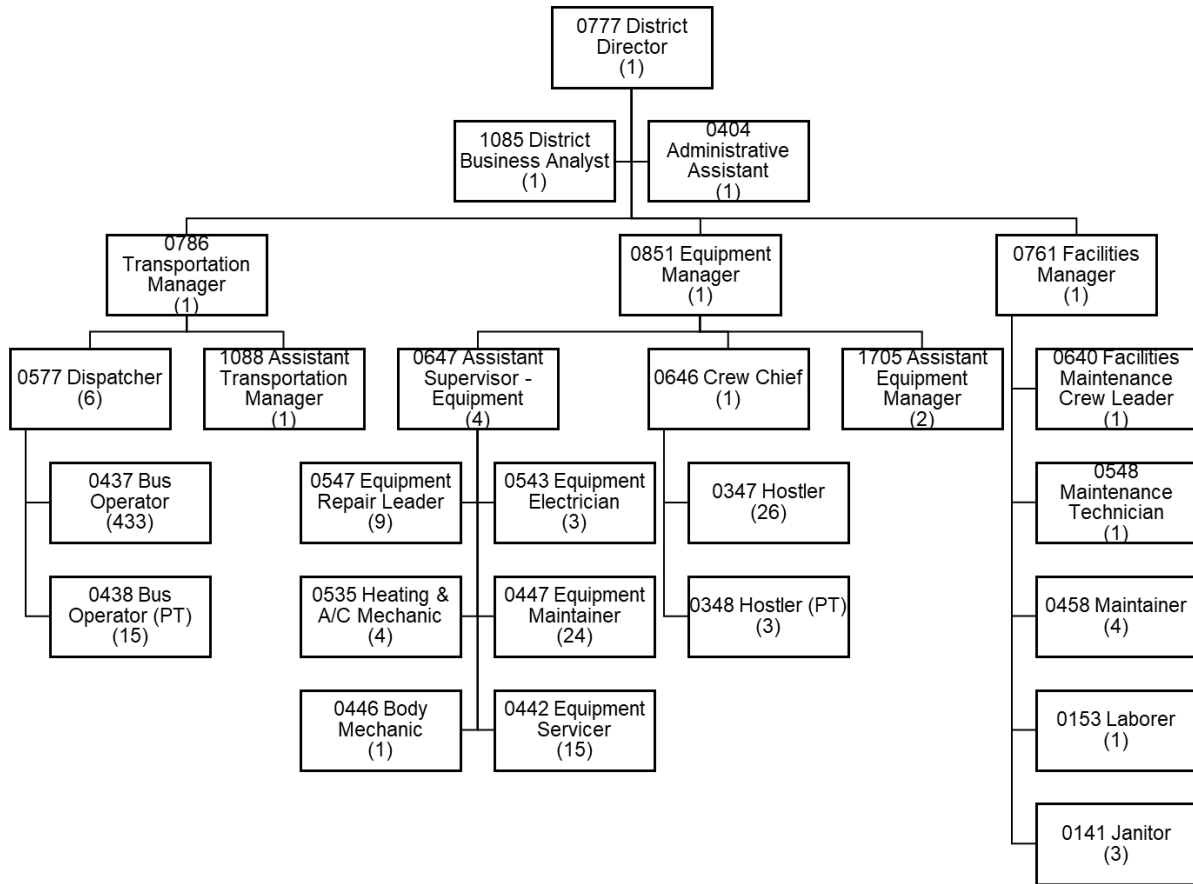 0777 District
Director
(1)
1085 District
Business Analyst
(1)
0404
Administrative
Assistant
(1)
0786
Transportation
Manager
(1)
0851 Equipment
Manager
(1)
0761 Facilities
Manager
(1)
0577 Dispatcher
(6)
1088 Assistant
Transportation
Manager
(1)
0647 Assistant
Supervisor -
Equipment
(4)
0646 Crew Chief
(1)
1705 Assistant
Equipment
Manager
(2)
0640 Facilities
Maintenance
Crew Leader
(1)
0437 Bus
Operator
(433)
0547 Equipment
Repair Leader
(9)
0543 Equipment
Electrician
(3)
0347 Hostler
(26)
0548
Maintenance
Technician
(1)
0438 Bus
Operator (PT)
(15)
0535 Heating &
A/C Mechanic
(4)
0447 Equipment
Maintainer
(24)
0348 Hostler (PT)
(3)
0458 Maintainer
(4)
0446 Body
Mechanic
(1)
0442 Equipment
Servicer
(15)
0153 Laborer
(1)
0141 Janitor
(3)